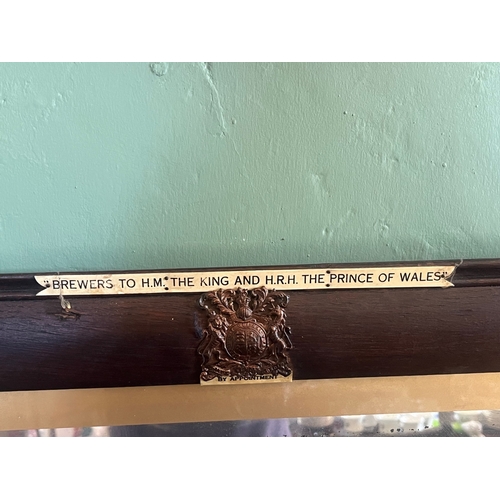 "BREWERS TO H.M. THE KING AND H.R.H. THE PRINCE OF WALES"
BY APPOINTMENT